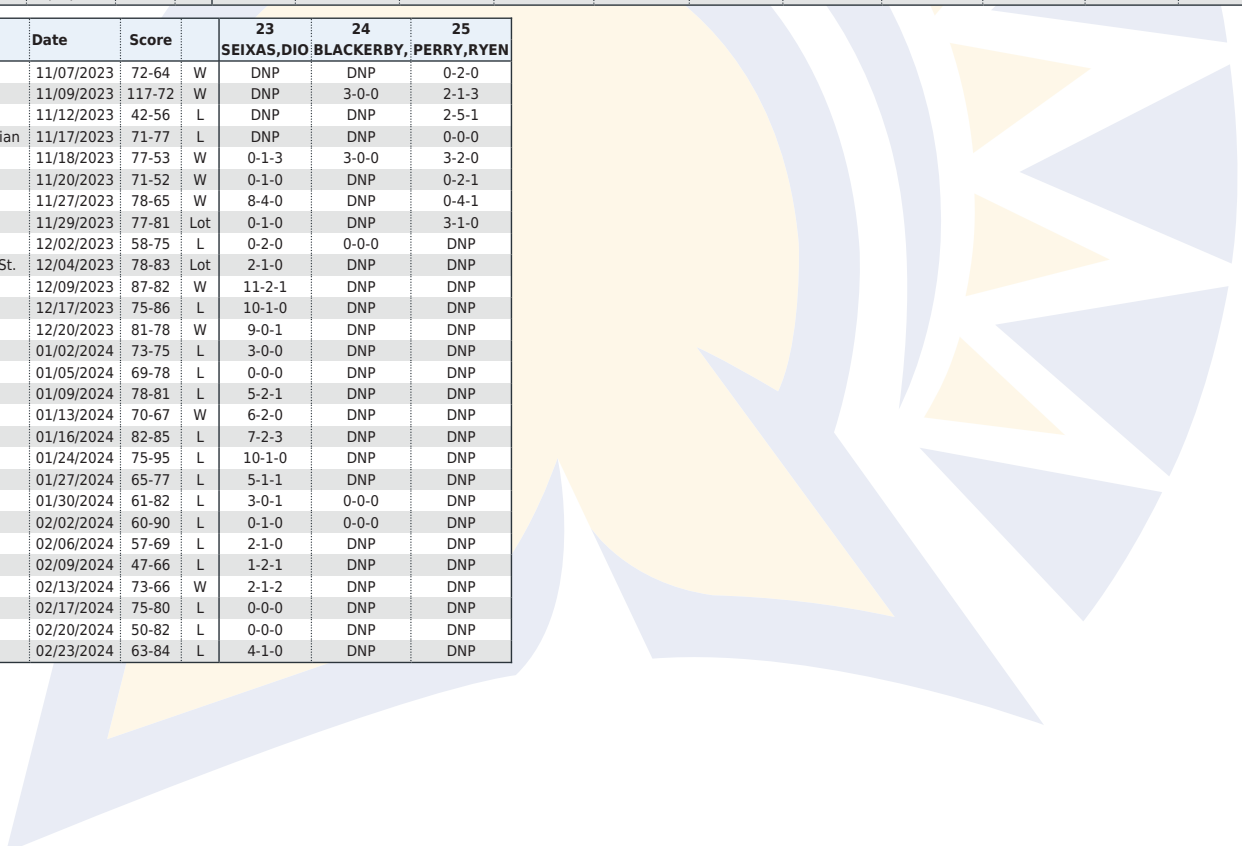 Date Score 23 SEIXAS,DIO 24 BLACKERBY, 25 PERRY,RYEN
11/07/2023 72-64 W DNP DNP 0-2-0
11/09/2023 117-72 W DNP 3-0-0 2-1-3
11/12/2023 42-56 L DNP DNP 2-5-1
ian 11/17/2023 71-77 L DNP DNP 0-0-0
11/18/2023 77-53 W 0-1-3 3-0-0 3-2-0
11/20/2023 71-52 W 0-1-0 DNP 0-2-1
11/27/2023 78-65 W 8-4-0 DNP 0-4-1
11/29/2023 77-81 Lot 0-1-0 DNP 3-1-0
12/02/2023 58-75 L 0-2-0 0-0-0 DNP
St. 12/04/2023 78-83 Lot 2-1-0 DNP DNP
12/09/2023 87-82 W 11-2-1 DNP DNP
12/17/2023 75-86 L 10-1-0 DNP DNP
12/20/2023 81-78 W 9-0-1 DNP DNP
01/02/2024 73-75 L 3-0-0 DNP DNP
01/05/2024 69-78 L 0-0-0 DNP DNP
01/09/2024 78-81 L 5-2-1 DNP DNP
01/13/2024 70-67 W 6-2-0 DNP DNP
01/16/2024 82-85 L 7-2-3 DNP DNP
01/24/2024 75-95 L 10-1-0 DNP DNP
01/27/2024 65-77 L 5-1-1 DNP DNP
01/30/2024 61-82 L 3-0-1 0-0-0 DNP
02/02/2024 60-90 L 0-1-0 0-0-0 DNP
02/06/2024 57-69 L 2-1-0 DNP DNP
02/09/2024 47-66 L 1-2-1 DNP DNP
02/13/2024 73-66 W 2-1-2 DNP DNP
02/17/2024 75-80 L 0-0-0 DNP DNP
02/20/2024 50-82 L 0-0-0 DNP DNP
02/23/2024 63-84 L 4-1-0 DNP DNP